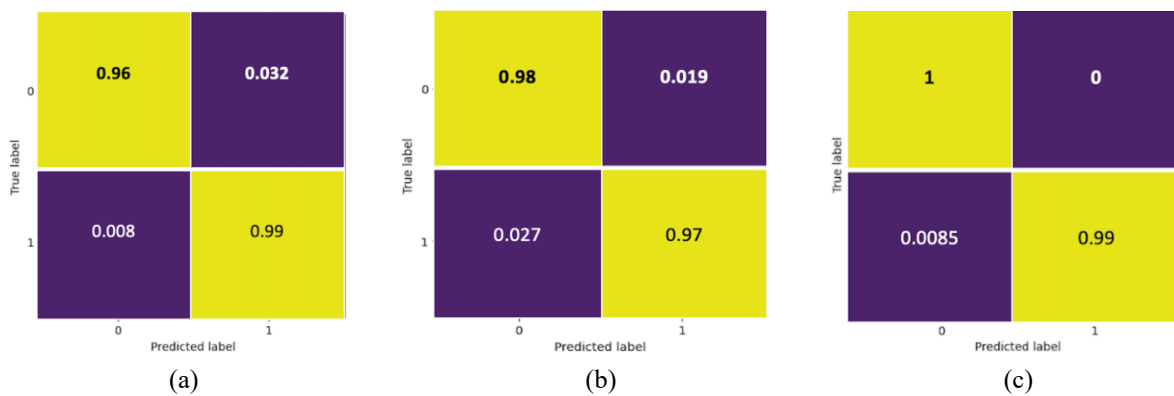 0.96 0.032
0
True label
0.008 0.99
1
0 1
Predicted label
(a)
0.98 0.019
0
True label
0.027 0.97
1
0 1
Predicted label
(b)
1 0
0
True label
0.0085 0.99
1
0 1
Predicted label
(c)